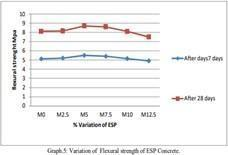 Flexural strenght Mpa
10
9
8
7
6
5
4
3
2
1
0
M0 M2.5 M5 M7.5 M10 M12.5
% Variation of ESP
After days7 days
After 28 days
Graph.5: Variation of Flexural strength of ESP Concrete.